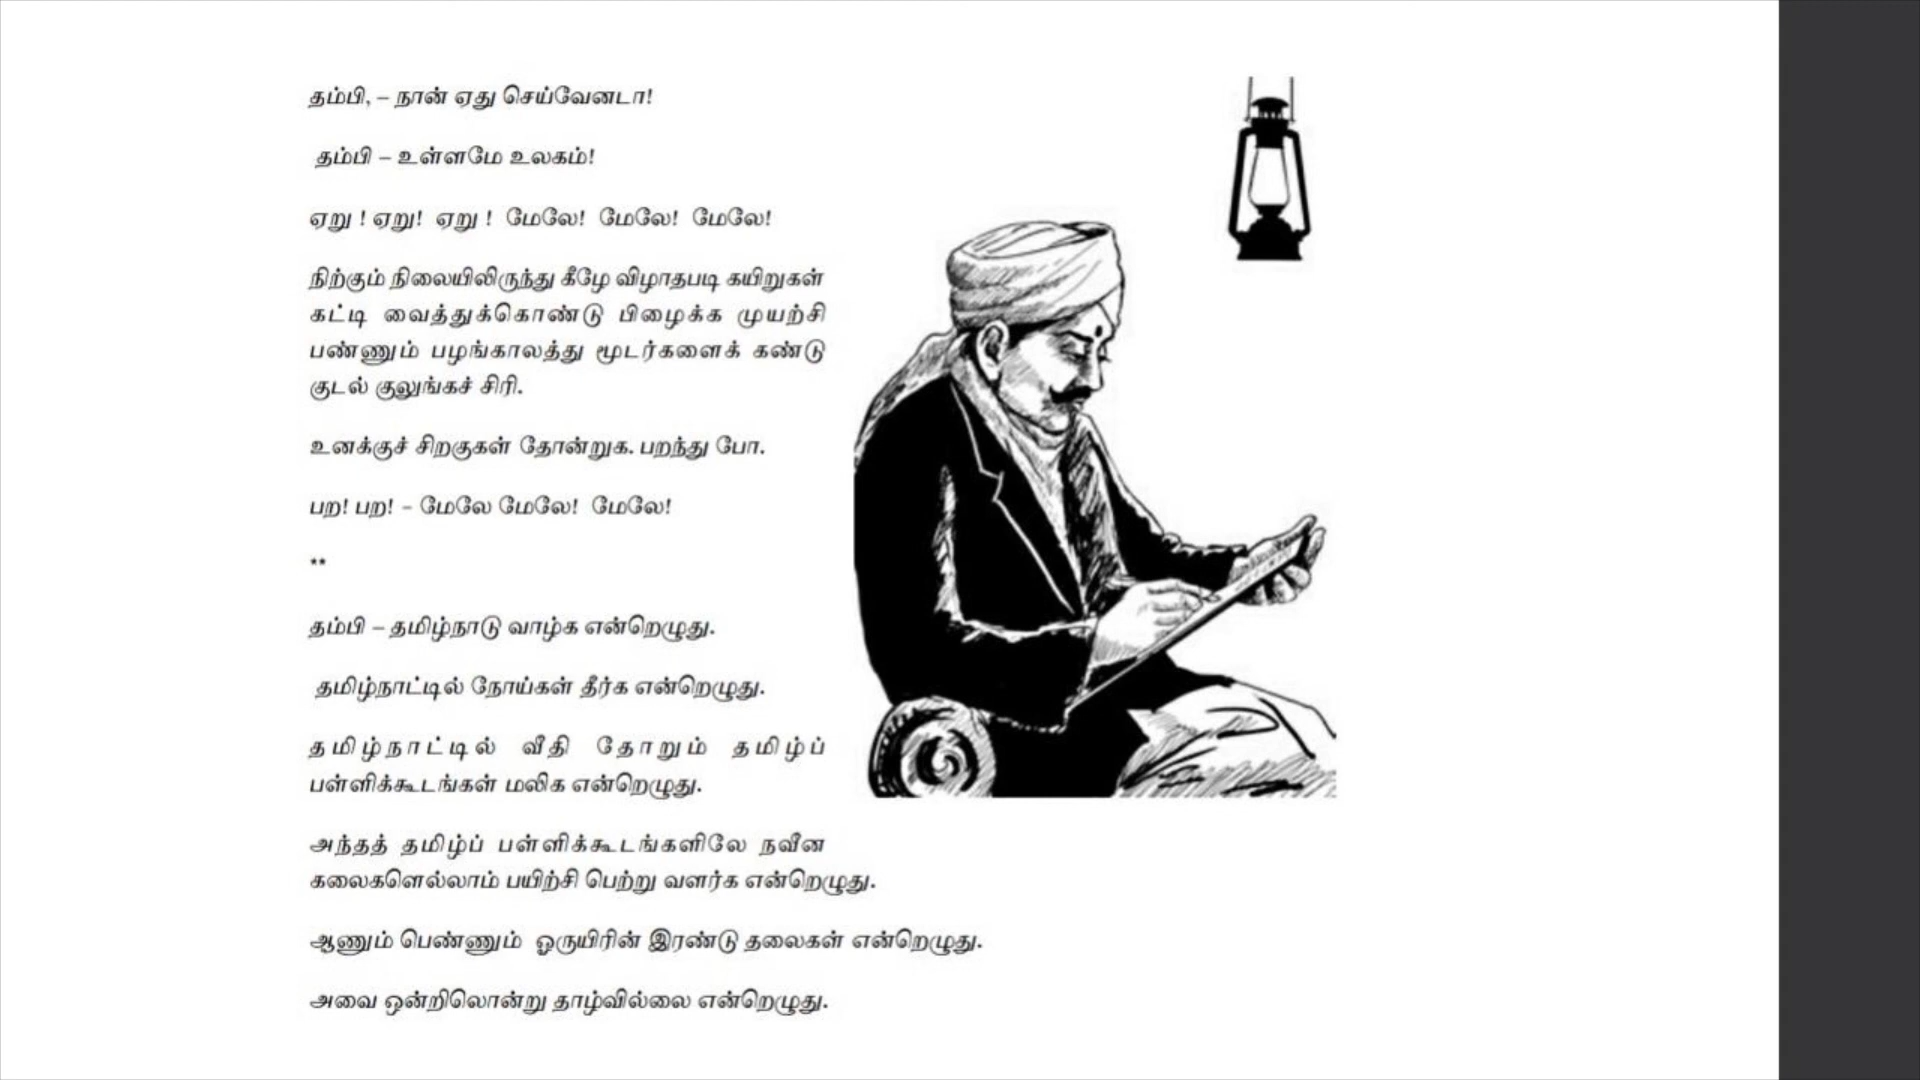 தம்பி, – நான் ஏது செய்வேனடா!
தம்பி – உள்ளமே உலகம்!
ஏறு ! ஏறு! ஏறு ! மேலே! மேலே! மேலே!
நிற்கும் நிலையிலிருந்து கீழே விழாதபடி கயிறுகள்
கட்டி வைத்துக்கொண்டு பிழைக்க முயற்சி
பண்ணும் பழங்காலத்து மூடர்களைக் கண்டு
குடல் குலுங்கச் சிரி.
உனக்குச் சிறகுகள் தோன்றுக. பறந்து போ.
பற! பற! – மேலே மேலே! மேலே!
**
தம்பி – தமிழ்நாடு வாழ்க என்றெழுது.
தமிழ்நாட்டில் நோய்கள் தீர்க என்றெழுது.
தமிழ்நாட்டில் வீதி தோறும் தமிழ்ப்
பள்ளிக்கூடங்கள் மலிக என்றெழுது.
அந்தத் தமிழ்ப் பள்ளிக்கூடங்களிலே நவீன
கலைகளெல்லாம் பயிற்சி பெற்று வளர்க என்றெழுது.
ஆணும் பெண்ணும் ஓருயிரின் இரண்டு தலைகள் என்றெழுது.
அவை ஒன்றிலொன்று தாழ்வில்லை என்றெழுது.